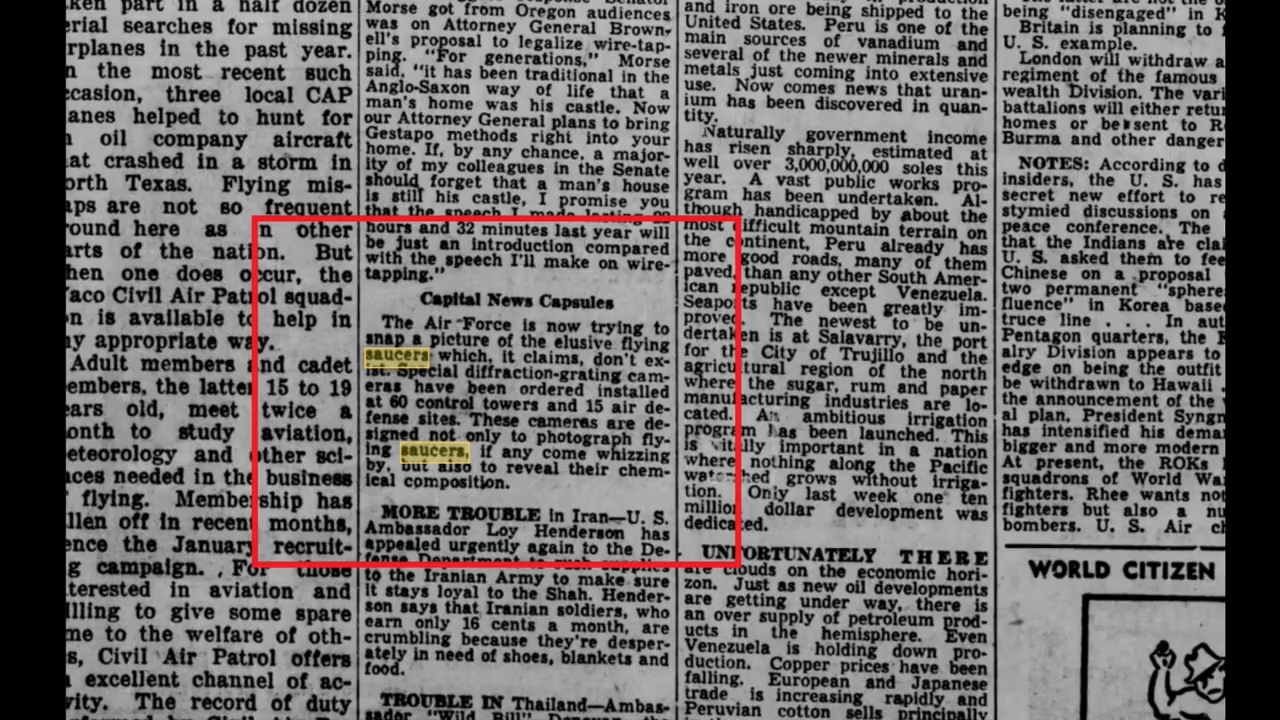 ken part in a half dozen
erial searches for missing
rplanes in the past year.
n the most recent such
ccasion, three local CAP
anes helped to hunt for
oil company aircraft
at crashed in a storm in
orth Texas. Flying mis-
aps are not so frequent
round here as in other
arts of the nation. But
hen one does occur, the
aco Civil Air Patrol squad-
n is available to help in
ny appropriate way.
Adult members and cadet
embers, the latter 15 to 19
ears old, meet twice a
onth to study aviation,
eteorology and other sci-
nces needed in the business
f flying. Membership has
llen off in recent months,
ence the January recruit-
g campaign. For those
terested in aviation and
lling to give some spare
me to the welfare of oth-
s, Civil Air Patrol offers
excellent channel of ac-
vity. The record of duty
Morse got from Oregon audiences
was on Attorney General Brown-
ell's proposal to legalize wire-tap-
ping. "For generations," Morse
said, "it has been traditional in the
Anglo-Saxon way of life that a
man's home was his castle. Now
our Attorney General plans to bring
Gestapo methods right into your
home. If, by any chance, a major-
ity of my colleagues in the Senate
should forget that a man's house
is still his castle, I promise you
that the speech I made lasting 22
hours and 32 minutes last year will
be just an introduction compared
with the speech I'll make on wire-
tapping."
Capital News Capsules
The Air Force is now trying to
snap a picture of the elusive flying
saucers which, it claims, don't ex-
ist. Special diffraction-grating cam-
eras have been ordered installed
at 60 control towers and 15 air de-
fense sites. These cameras are de-
signed not only to photograph fly-
ing saucers, if any come whizzing
by, but also to reveal their chem-
ical composition.
MORE TROUBLE in Iran—U. S.
Ambassador Loy Henderson has
appealed urgently again to the De-
fense Department to rush supplies
to the Iranian Army to make sure
it stays loyal to the Shah. Hender-
son says that Iranian soldiers, who
earn only 16 cents a month, are
crumbling because they're desper-
ately in need of shoes, blankets and
food.
TROUBLE IN Thailand—Ambas-
sador "Wild Bill" Donovan, the
and iron ore being shipped to the
United States. Peru is one of the
main sources of vanadium and
several of the newer minerals and
metals just coming into extensive
use. Now comes news that uran-
ium has been discovered in quan-
tity.
Naturally government income
has risen sharply, estimated at
well over 3,000,000,000 soles this
year. A vast public works pro-
gram has been undertaken. Al-
though handicapped by about the
most difficult mountain terrain on
the continent, Peru already has
more good roads, many of them
paved, than any other South Amer-
ican republic except Venezuela.
Seaports have been greatly im-
proved. The newest to be un-
dertaken is at Salavarry, the port
for the City of Trujillo and the
agricultural region of the north
where the sugar, rum and paper
manufacturing industries are lo-
cated. An ambitious irrigation
program has been launched. This
is vitally important in a nation
where nothing along the Pacific
watershed grows without irriga-
tion. Only last week one ten
million dollar development was
dedicated.
UNFORTUNATELY THERE
are clouds on the economic hori-
zon. Just as new oil developments
are getting under way, there is
an over supply of petroleum prod-
ucts in the hemisphere. Even
Venezuela is holding down pro-
duction. Copper prices have been
falling. European and Japanese
trade is increasing rapidly and
Peruvian cotton sells principally
being "disengaged" in K
Britain is planning to f
U. S. example.
London will withdraw a
regiment of the famous
wealth Division. The vari
battalions will either retur
homes or be sent to R
Burma and other danger
NOTES: According to d
insiders, the U. S. has
secret new effort to re
stymied discussions on
peace conference. The
that the Indians are clai
U. S. asked them to fee
Chinese on a proposal
two permanent "sphere
fluence" in Korea base
truce line . . . In aut
Pentagon quarters, the F
alry Division appears to
edge on being the outfit
be withdrawn to Hawaii .
the announcement of the v
al plan, President Syngn
has intensified his dema
bigger and more modern
At present, the ROKs
squadrons of World Wa
fighters. Rhee wants not
fighters but also a nu
bombers. U. S. Air ch
WORLD CITIZEN